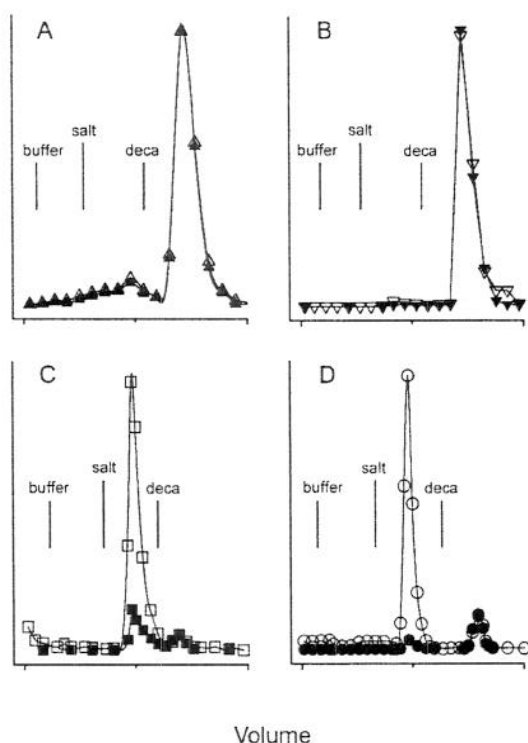 A
B
salt
salt
buffer
deca
buffer
deca
C
D
salt
salt
buffer
deca
buffer
deca
Volume